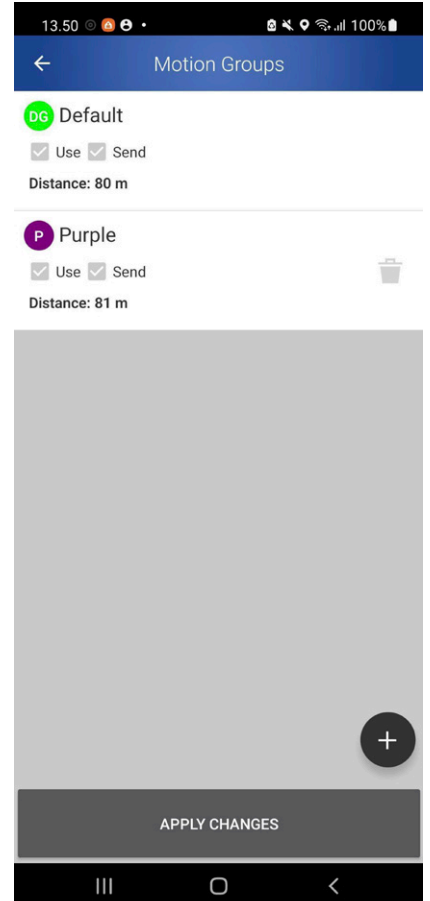 13.50 100%
Motion Groups
DG Default
Use Send
Distance: 80 m
P Purple
Use Send
Distance: 81 m
APPLY CHANGES